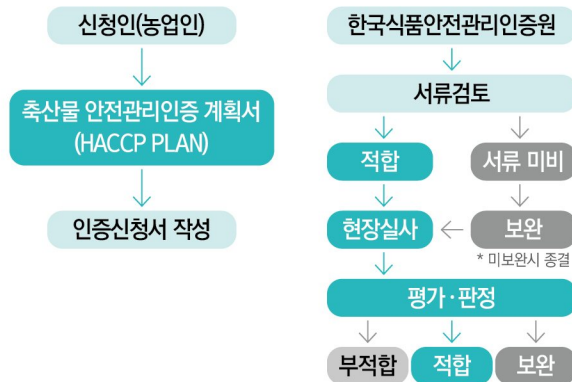 신청인(농업인)
축산물 안전관리인증 계획서
(HACCP PLAN)
인증신청서 작성
한국식품안전관리인증원
서류검토
적합
서류 미비
현장실사
보완
* 미보완시 종결
평가·판정
부적합
적합
보완